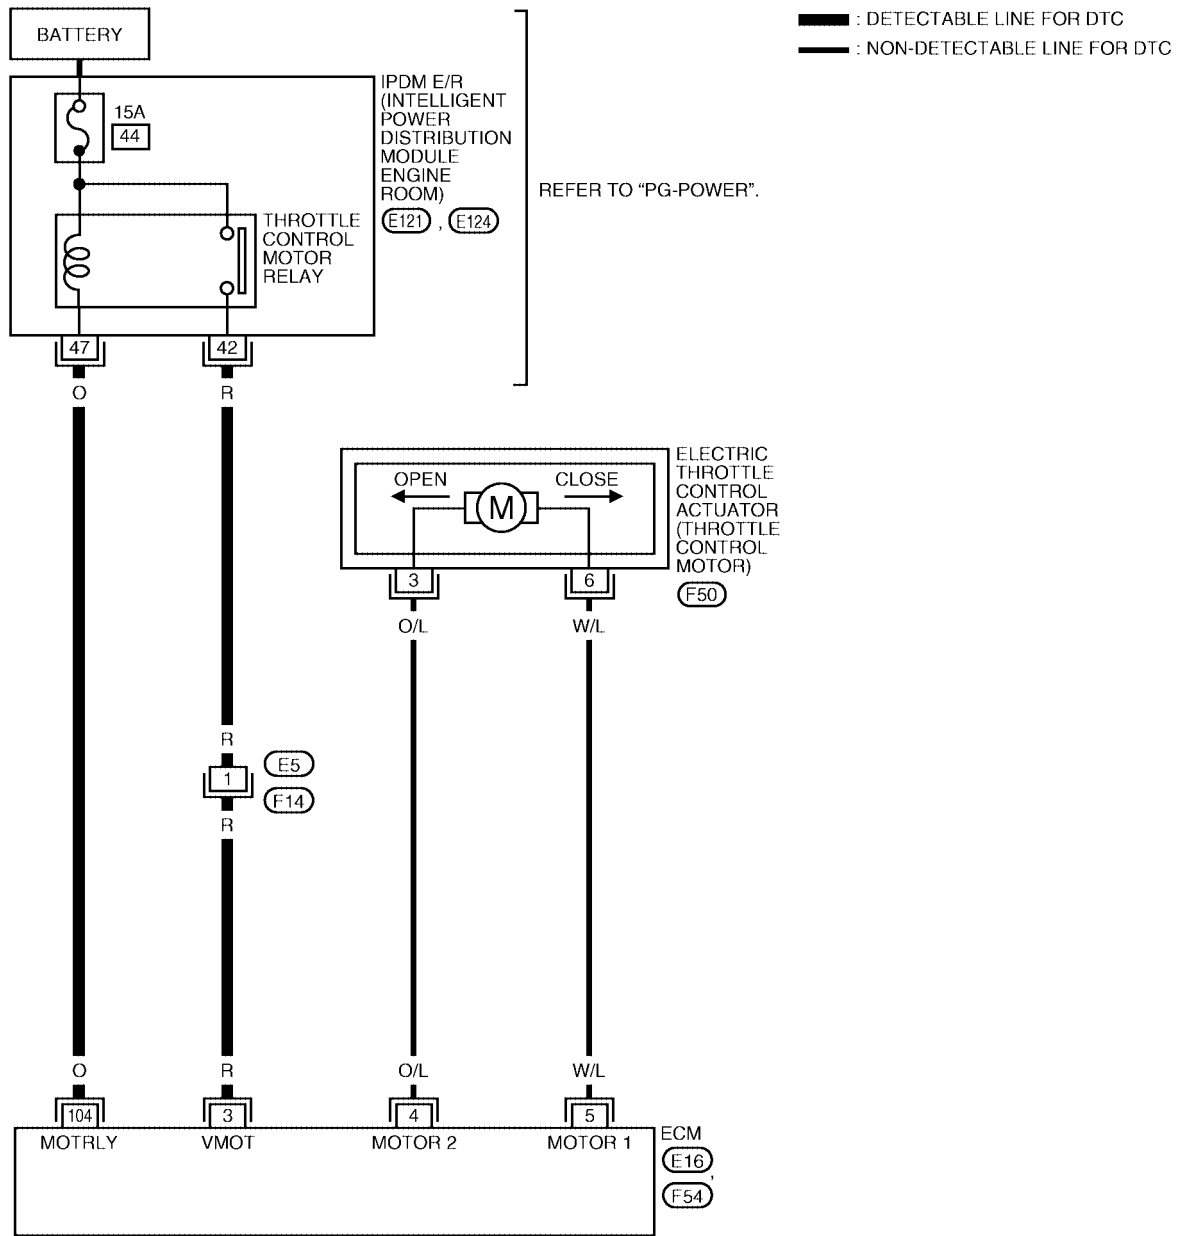 BATTERY
: DETECTABLE LINE FOR DTC
: NON-DETECTABLE LINE FOR DTC
15A
44
IPDM E/R
(INTELLIGENT
POWER
DISTRIBUTION
MODULE
ENGINE
ROOM)
E121 , E124
REFER TO “PG-POWER”.
THROTTLE
CONTROL
MOTOR
RELAY
47
42
O
R
ELECTRIC
THROTTLE
CONTROL
ACTUATOR
(THROTTLE
CONTROL
MOTOR)
F50
OPEN
CLOSE
M
3
6
O/L
W/L
R
1
E5
F14
R
O
R
O/L
W/L
104
3
4
5
MOTRLY
VMOT
MOTOR 2
MOTOR 1
ECM
E16 ,
F54